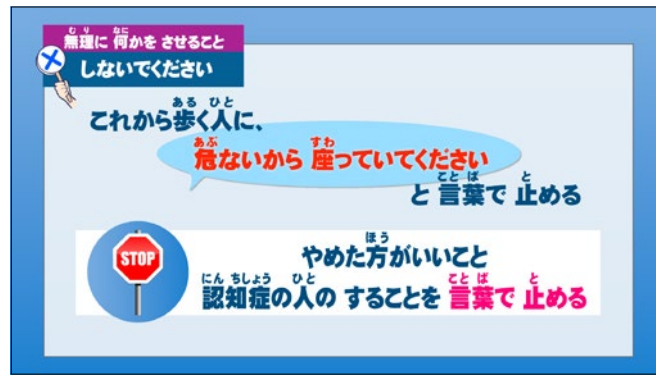 無理に 何かを させること
しないでください
これから歩く人に、
危ないから 座っていてください
と 言葉で 止める
STOP
やめた方がいいこと
認知症の人の することを 言葉で 止める